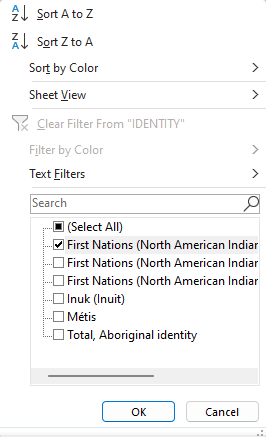 Sort A to Z
Sort Z to A
Sort by Color
Sheet View
Clear Filter From "IDENTITY"
Filter by Color
Text Filters
Search
(Select All)
First Nations (North American Indian
First Nations (North American Indian
First Nations (North American Indian
Inuk (Inuit)
Métis
Total, Aboriginal identity
OK
Cancel